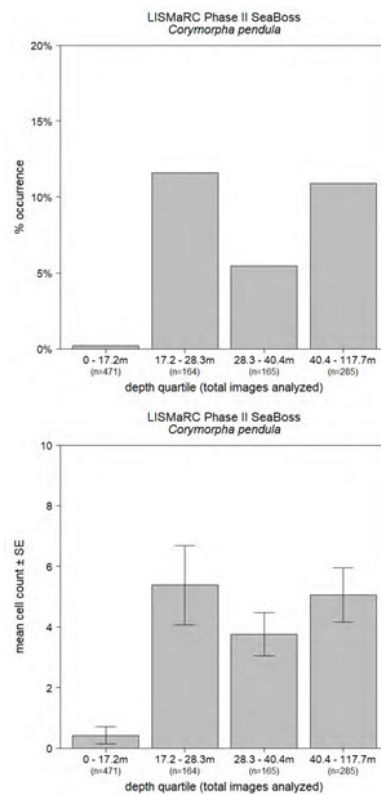 LISMaRC Phase II SeaBoss
Corymorpha pendula
20%
15%
10%
5%
0%
% occurrence
0 - 17.2m 17.2 - 28.3m 28.3 - 40.4m 40.4 - 117.7m
(n=471) (n=164) (n=165) (n=285)
depth quartile (total images analyzed)
LISMaRC Phase II SeaBoss
Corymorpha pendula
10
8
6
4
2
0
mean cell count ± SE
0 - 17.2m 17.2 - 28.3m 28.3 - 40.4m 40.4 - 117.7m
(n=471) (n=164) (n=165) (n=285)
depth quartile (total images analyzed)